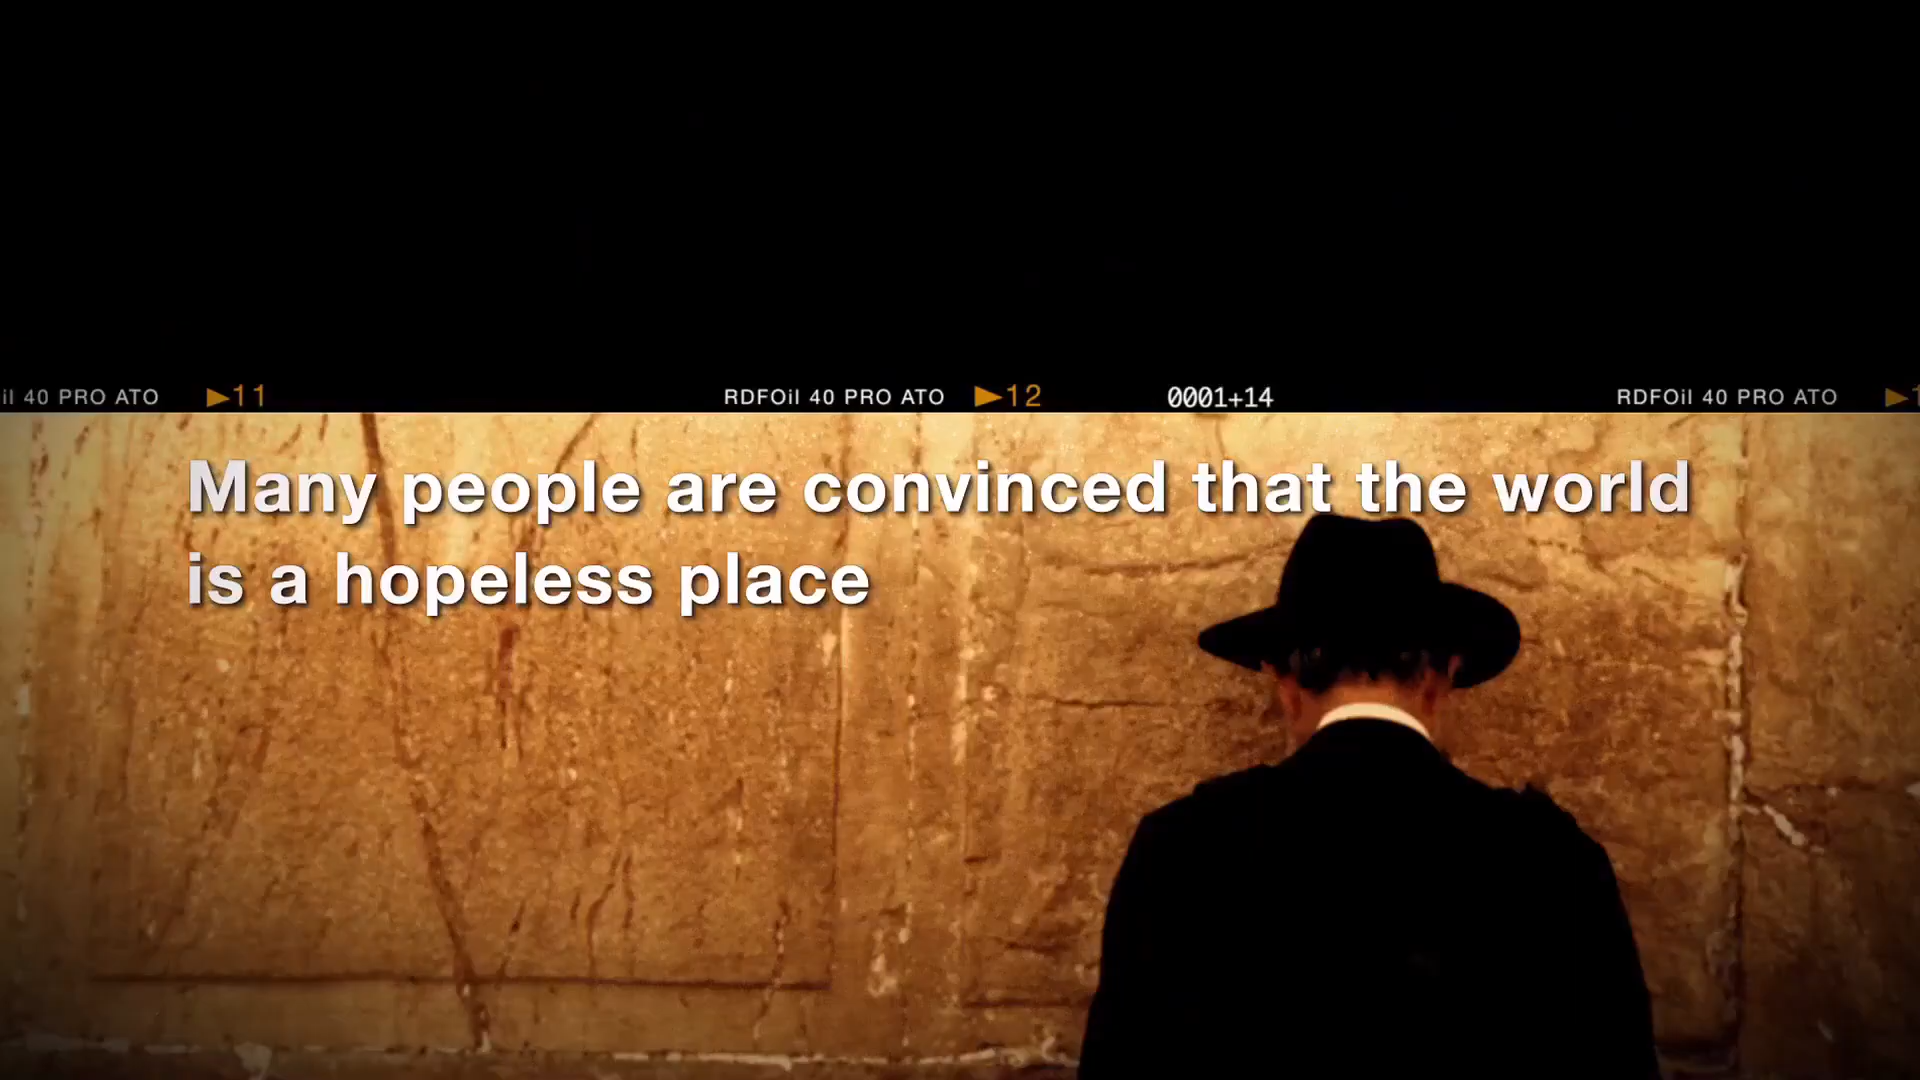 il 40 PRO ATO ▶11 RDFOil 40 PRO ATO ▶12 0001+14 RDFOil 40 PRO ATO ▶1
Many people are convinced that the world
is a hopeless place